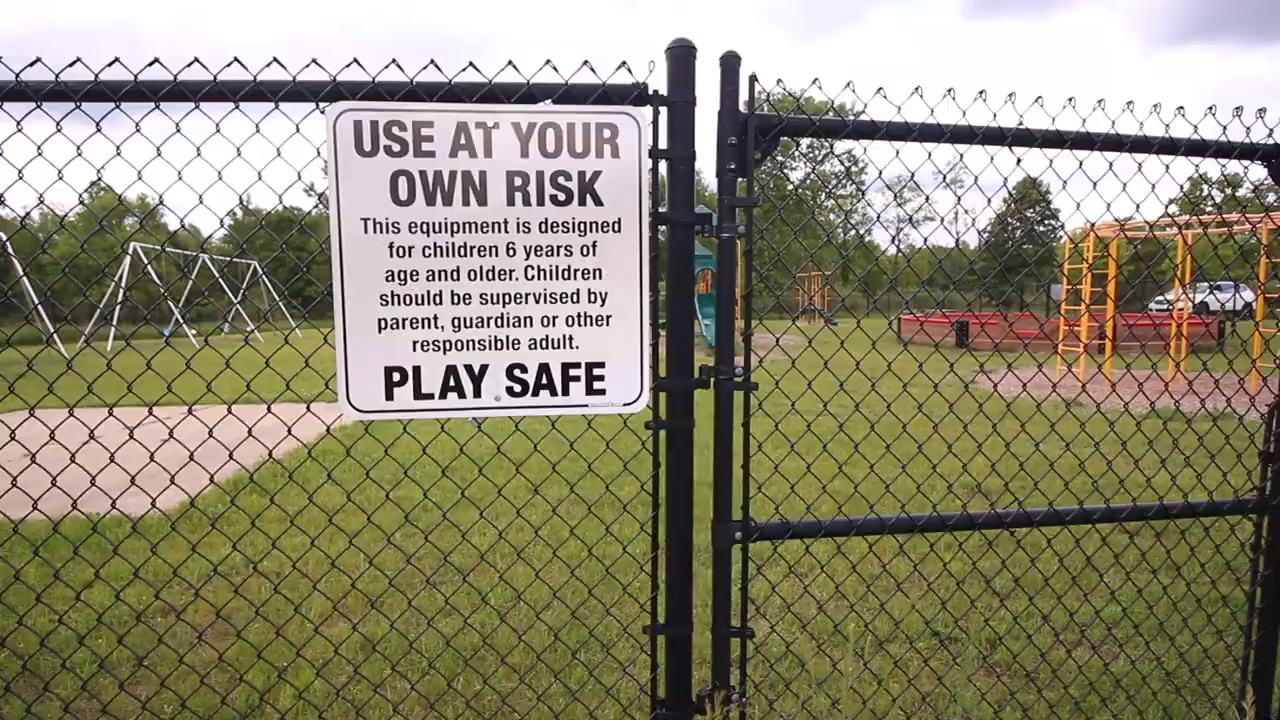 USE AT YOUR
OWN RISK
This equipment is designed
for children 6 years of
age and older. Children
should be supervised by
parent, guardian or other
responsible adult.
PLAY SAFE